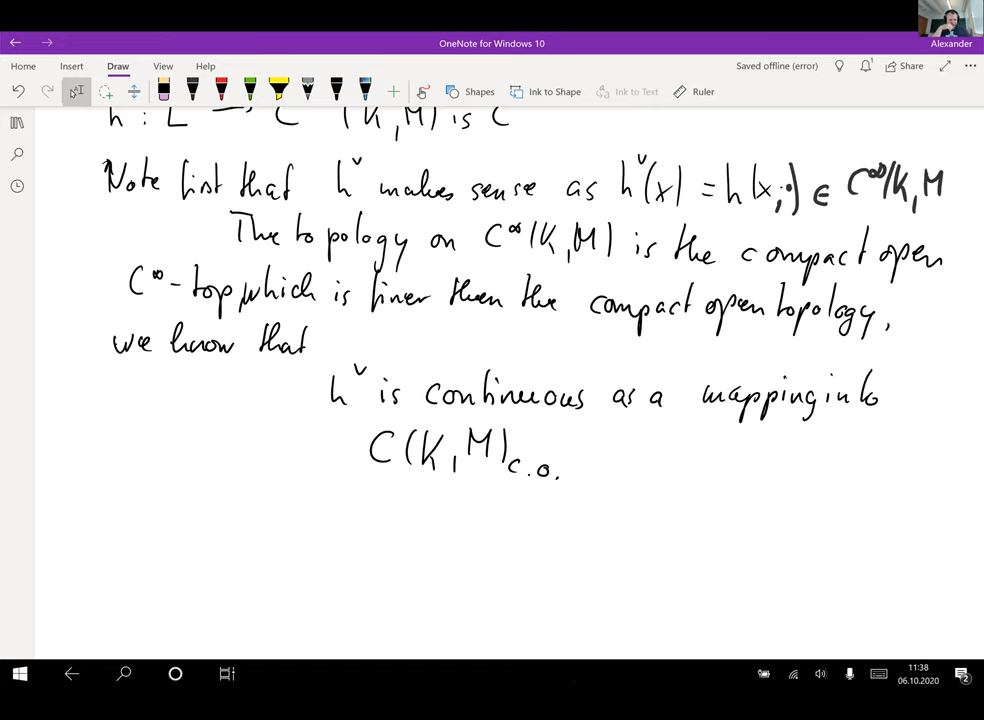 OneNote for Windows 10
Alexander
Home Insert Draw View Help
Saved offline (error) Share
Shapes Ink to Shape Ink to Text Ruler
h : L → C (K, M) is C
Note first that h^∨ makes sense as h^∨(x) = h(x, ·) ∈ C^∞(K, M
The topology on C^∞(K, M) is the compact open
C^∞-top, which is finer then the compact open topology,
we know that
h^∨ is continuous as a mapping into
C(K, M)_c.o.
11:38
06.10.2020
2